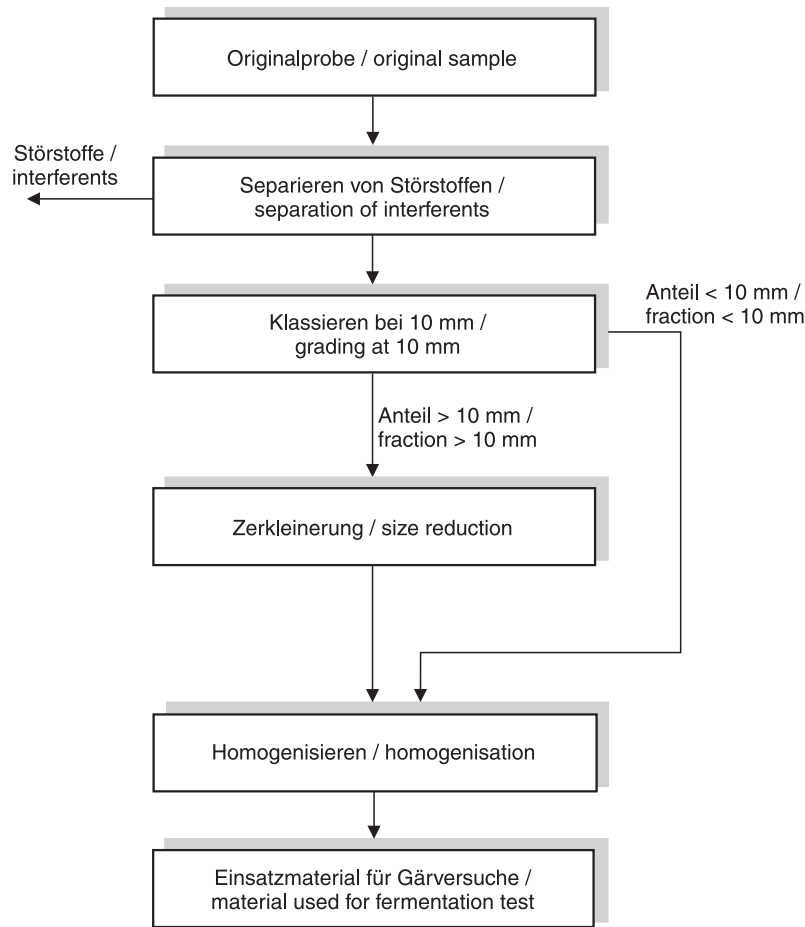 Originalprobe / original sample
Störstoffe /
interferents
Separieren von Störstoffen /
separation of interferents
Anteil < 10 mm /
fraction < 10 mm
Klassieren bei 10 mm /
grading at 10 mm
Anteil > 10 mm /
fraction > 10 mm
Zerkleinerung / size reduction
Homogenisieren / homogenisation
Einsatzmaterial für Gärversuche /
material used for fermentation test